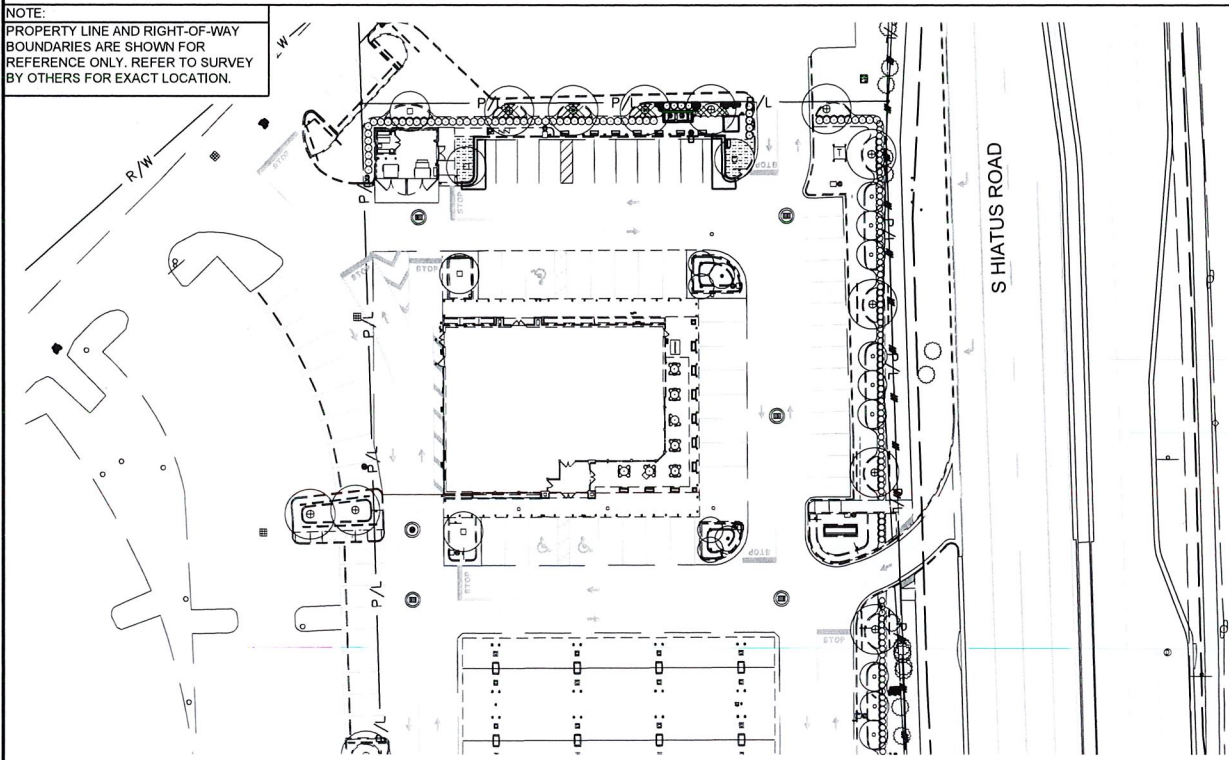 NOTE:
PROPERTY LINE AND RIGHT-OF-WAY
BOUNDARIES ARE SHOWN FOR
REFERENCE ONLY. REFER TO SURVEY
BY OTHERS FOR EXACT LOCATION.
W
P/L
P/L
/L
STOP
R/W
STOP
STOP
P/
S HIATUS ROAD
STOP
STOP
P/L
P/L
STOP
STOP
P/L
STOP
P/L